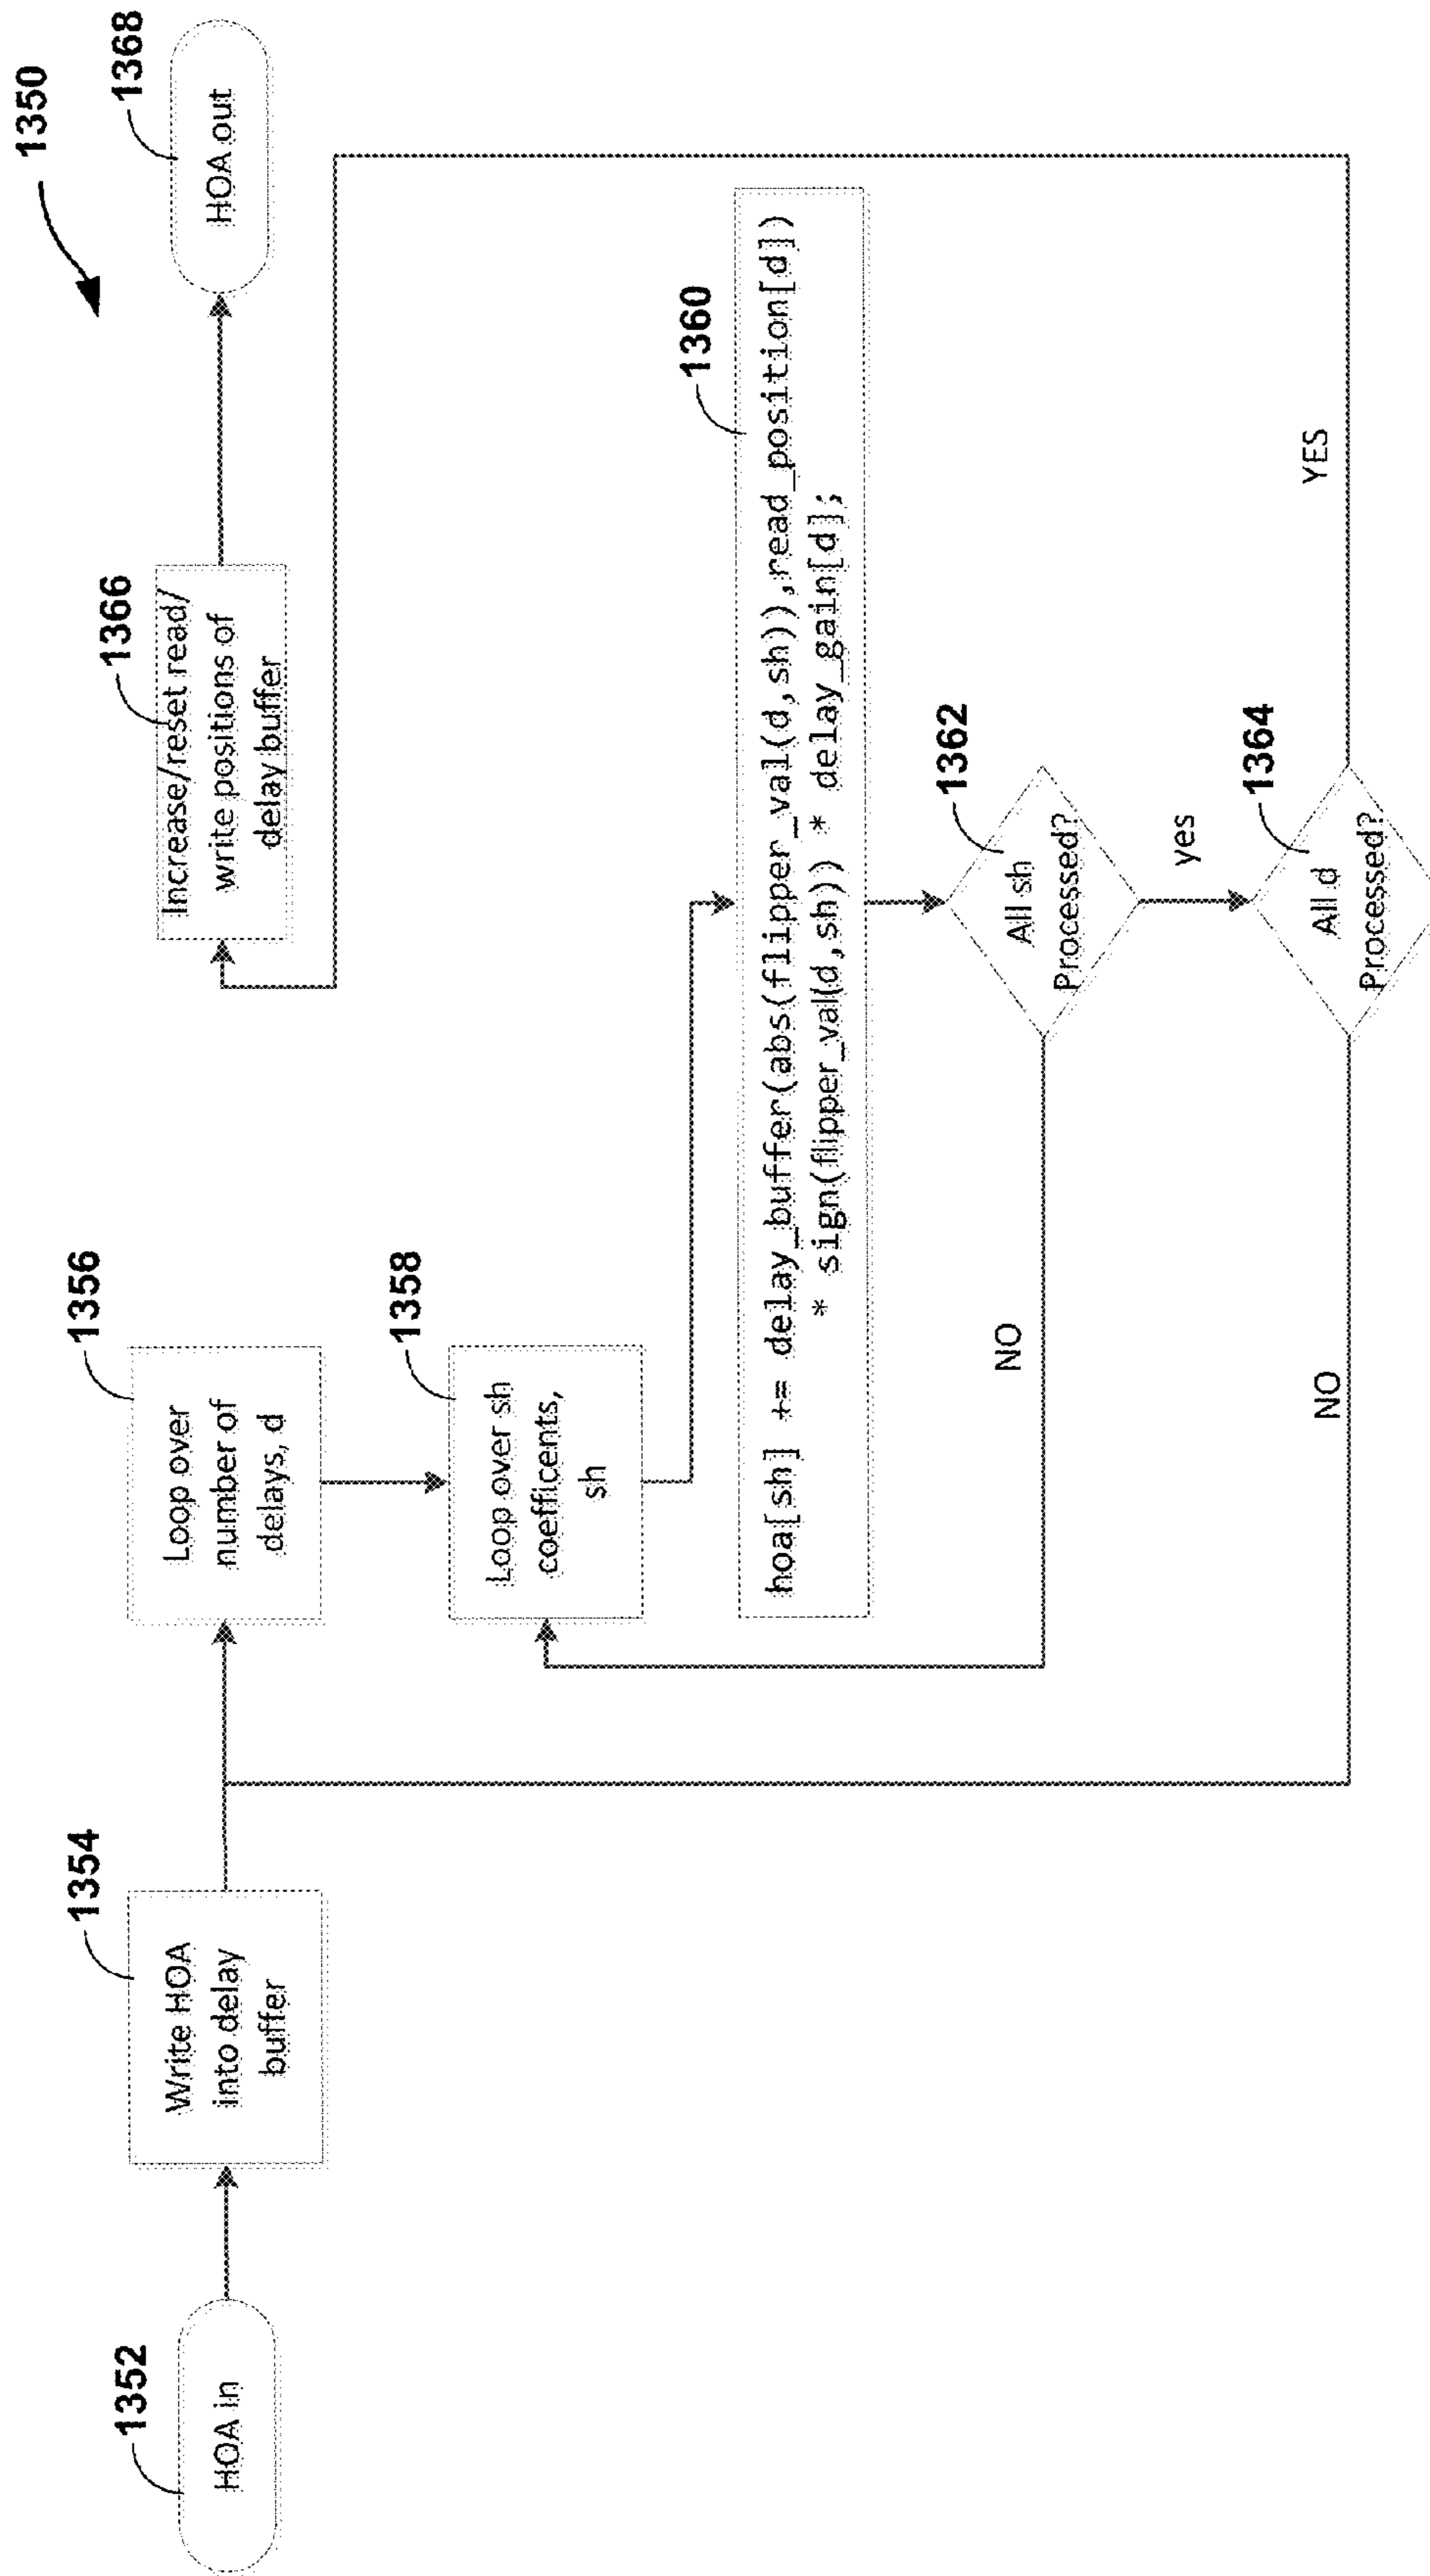 1350
1352
HOA in
1354
Write HOA
into delay
buffer
1356
Loop over
number of
delays, d
1358
Loop over sh
coefficents,
sh
1360
hoa[sh] += delay_buffer(abs(flipper_val(d,sh)),read_position[d])
* sign(flipper_val(d,sh)) * delay_gain[d];
1362
All sh
Processed?
NO
yes
1364
All d
Processed?
NO
YES
1366
Increase/reset read/
write positions of
delay buffer
1368
HOA out